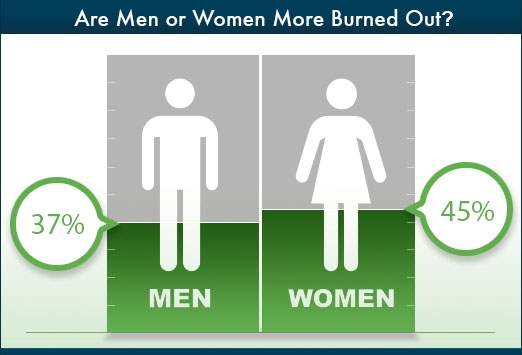 Are Men or Women More Burned Out?
37%
45%
MEN
WOMEN